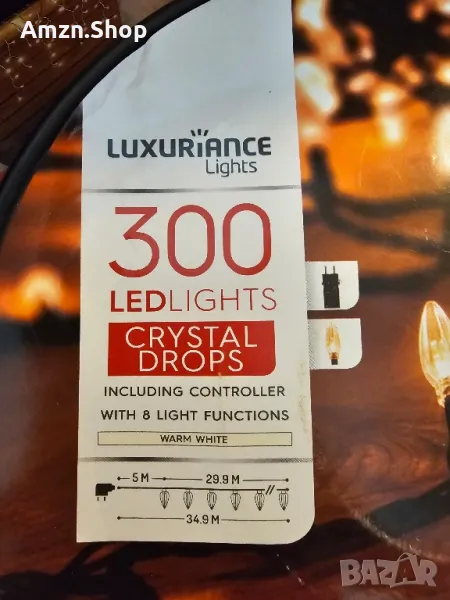 Amzn.Shop
LUXURIANCE
Lights
300
LEDLIGHTS
CRYSTAL
DROPS
INCLUDING CONTROLLER
WITH 8 LIGHT FUNCTIONS
WARM WHITE
5 M 29.9 M
34.9 M
BAZAR